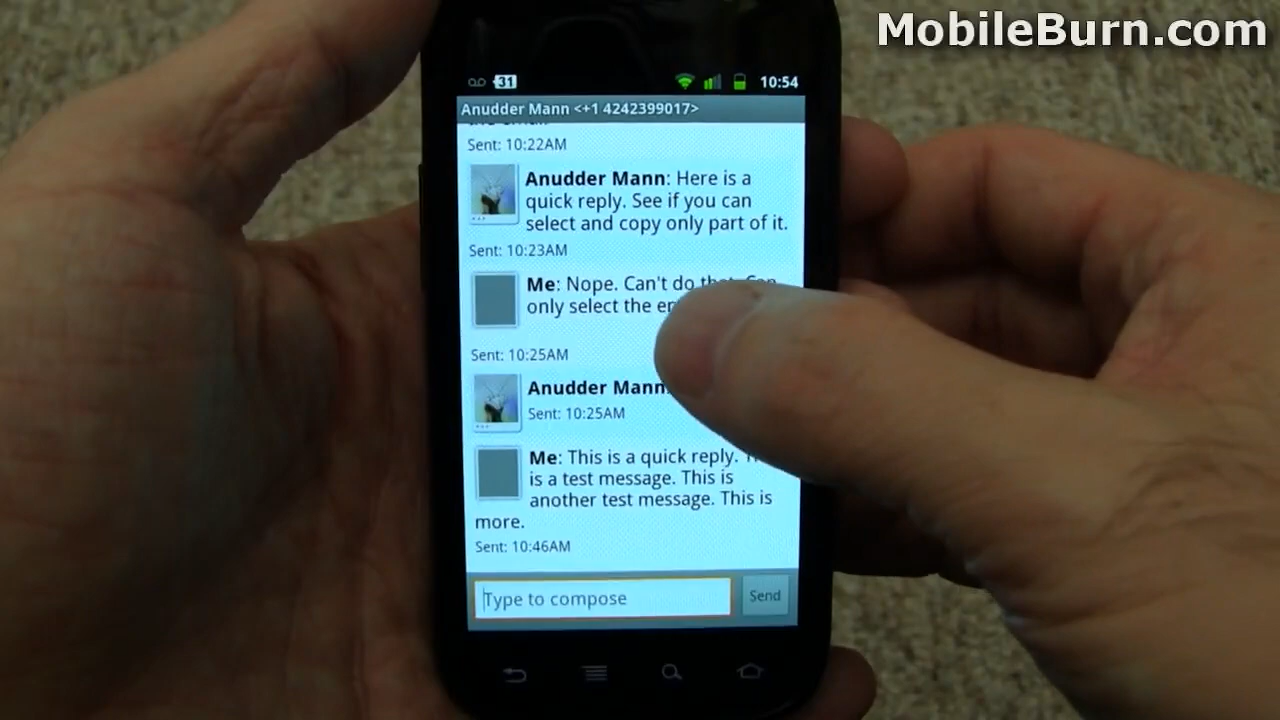 MobileBurn.com
31
10:54
Anudder Mann <+1 4242399017>
Sent: 10:22AM
Anudder Mann: Here is a
quick reply. See if you can
select and copy only part of it.
Sent: 10:23AM
Me: Nope. Can't do that. Can
only select the
Sent: 10:25AM
Anudder Mann:
Sent: 10:25AM
Me: This is a quick reply.
is a test message. This is
another test message. This is
more.
Sent: 10:46AM
Type to compose
Send